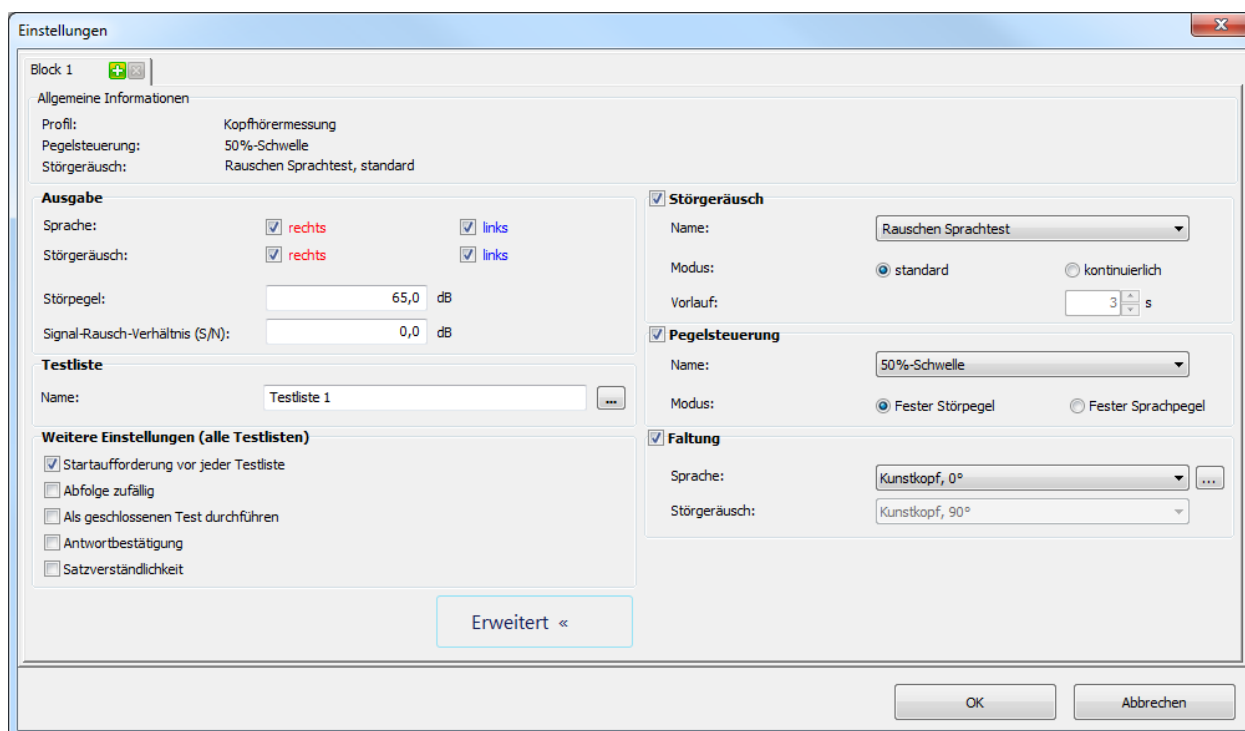 Einstellungen
Block 1
Allgemeine Informationen
Profil: Kopfhörermessung
Pegelsteuerung: 50%-Schwelle
Störgeräusch: Rauschen Sprachtest, standard
Ausgabe
Sprache: rechts links
Störgeräusch: rechts links
Störpegel: 65,0 dB
Signal-Rausch-Verhältnis (S/N): 0,0 dB
Testliste
Name: Testliste 1 ...
Weitere Einstellungen (alle Testlisten)
Startaufforderung vor jeder Testliste
Abfolge zufällig
Als geschlossenen Test durchführen
Antwortbestätigung
Satzverständlichkeit
Erweitert «
Störgeräusch
Name: Rauschen Sprachtest
Modus: standard kontinuierlich
Vorlauf: 3 s
Pegelsteuerung
Name: 50%-Schwelle
Modus: Fester Störpegel Fester Sprachpegel
Faltung
Sprache: Kunstkopf, 0° ...
Störgeräusch: Kunstkopf, 90°
OK Abbrechen